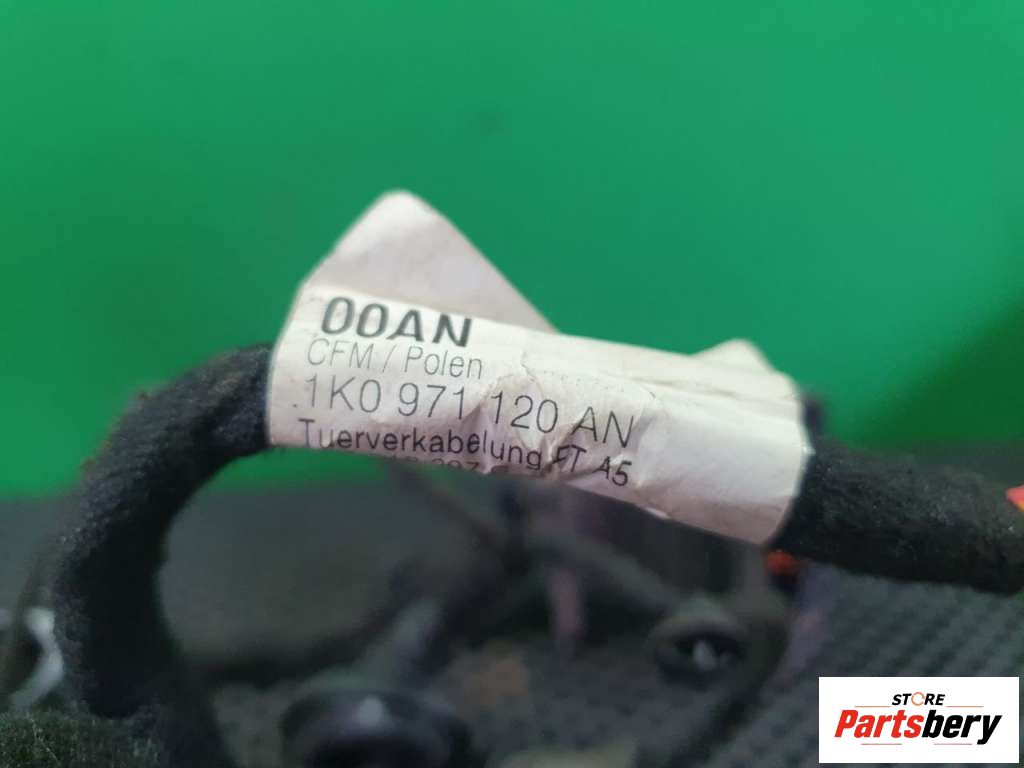 00AN
CFM / Polen
1K0 971 120 AN
Tuerverkabelung FT A5
STORE
Partsbery